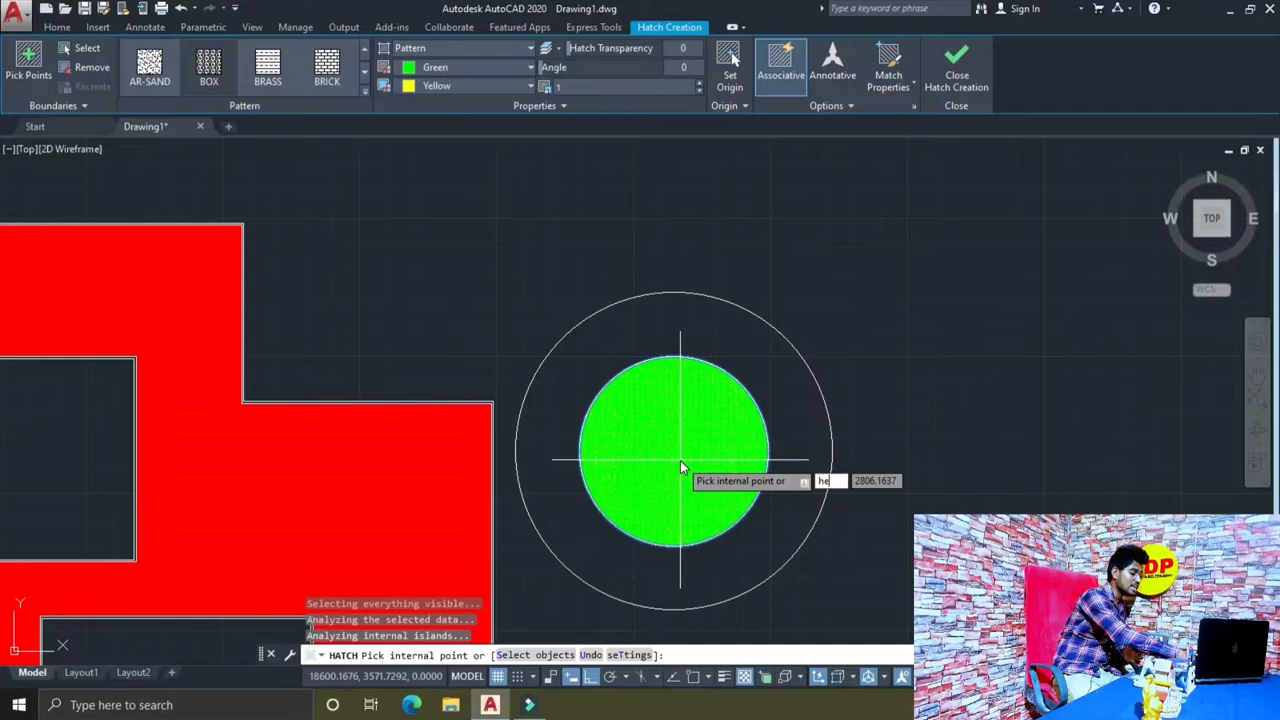 Autodesk AutoCAD 2020 Drawing1.dwg
Type a keyword or phrase
Sign In
Home Insert Annotate Parametric View Manage Output Add-ins Collaborate Express Tools Featured Apps Hatch Creation
Pick Points
Select
Remove
Recreate
Boundaries
AR-SAND
BOX
BRASS
BRICK
Pattern
Pattern
Green
Yellow
Hatch Transparency 0
Angle 0
1
Properties
Set Origin
Origin
Associative
Annotative
Match Properties
Options
Close Hatch Creation
Close
Start Drawing1*
[−][Top][2D Wireframe]
N
W TOP E
S
WCS
Pick internal point or he 2806.1637
DP
Selecting everything visible...
Analyzing the selected data...
Analyzing internal islands...
Y
X
HATCH Pick internal point or [Select objects Undo seTtings]:
Model Layout1 Layout2
18600.1676, 3571.7292, 0.0000 MODEL
Type here to search